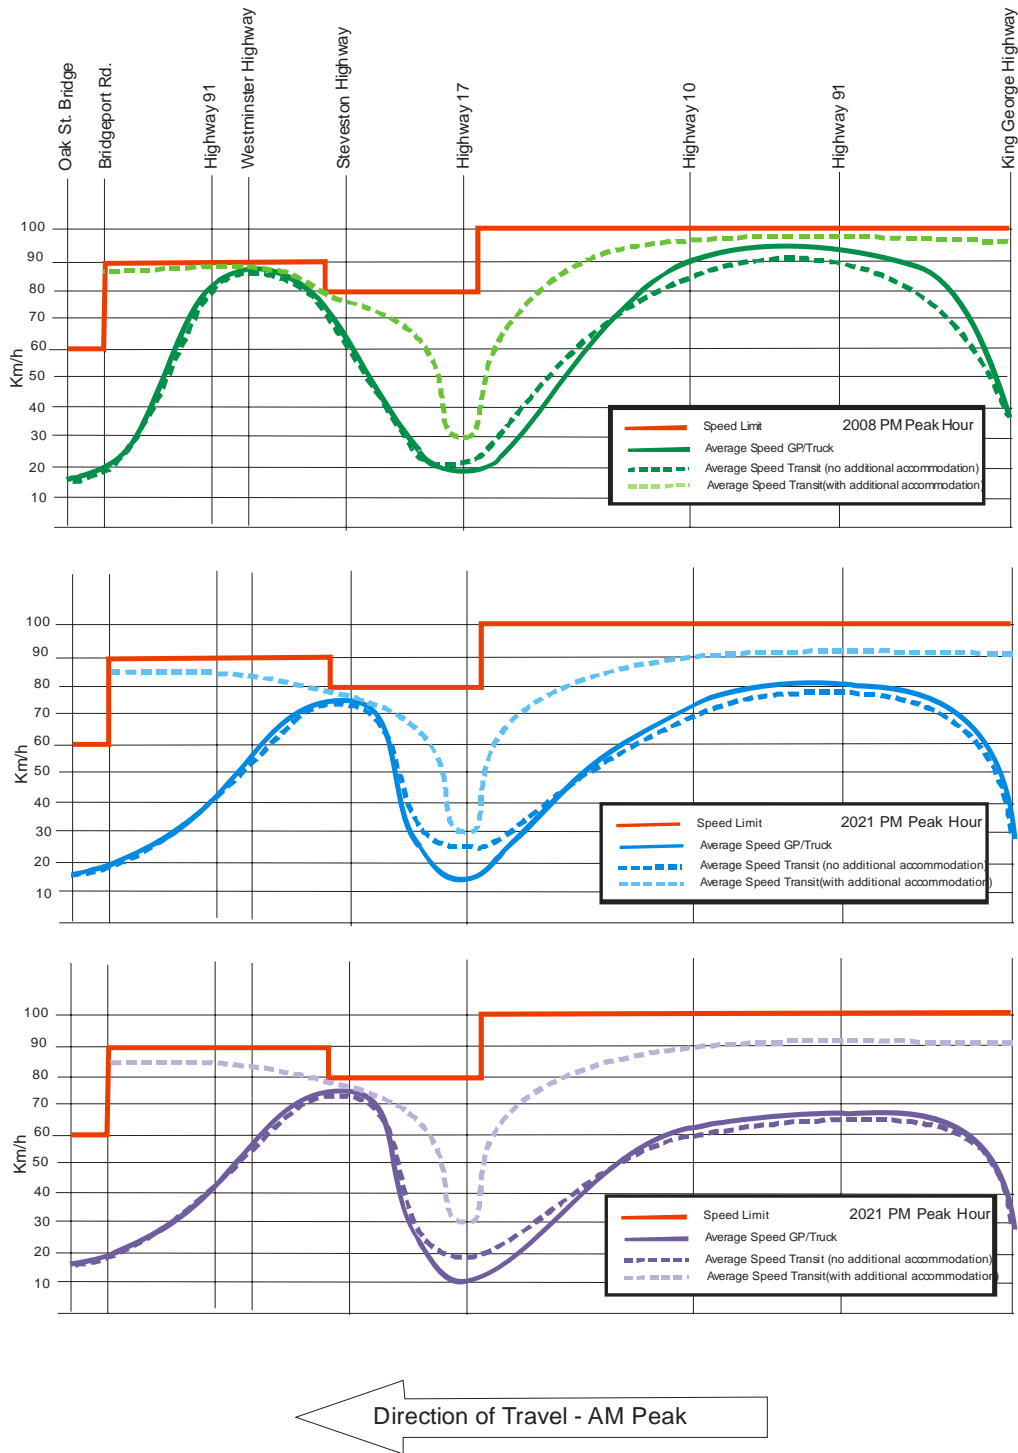 Oak St. Bridge
Bridgeport Rd.
Highway 91
Westminster Highway
Steveston Highway
Highway 17
Highway 10
Highway 91
King George Highway
100
90
80
70
60
50
40
30
20
10
Km/h
Speed Limit 2008 PM Peak Hour
Average Speed GP/Truck
Average Speed Transit (no additional accommodation)
Average Speed Transit(with additional accommodation)
100
90
80
70
60
50
40
30
20
10
Km/h
Speed Limit 2021 PM Peak Hour
Average Speed GP/Truck
Average Speed Transit (no additional accommodation)
Average Speed Transit(with additional accommodation)
100
90
80
70
60
50
40
30
20
10
Km/h
Speed Limit 2021 PM Peak Hour
Average Speed GP/Truck
Average Speed Transit (no additional accommodation)
Average Speed Transit(with additional accommodation)
Direction of Travel - AM Peak